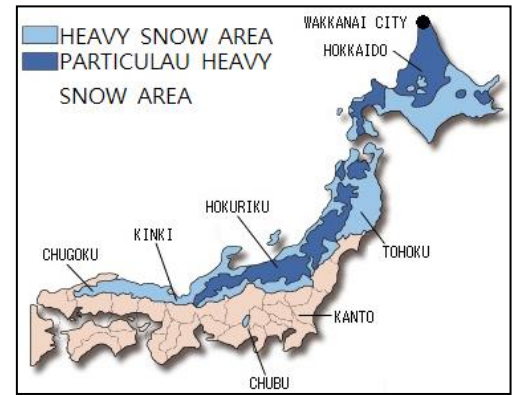 HEAVY SNOW AREA
PARTICULAU HEAVY
SNOW AREA
WAKKANAI CITY
HOKKAIDO
HOKURIKU
KINKI
CHUGOKU
TOHOKU
KANTO
CHUBU